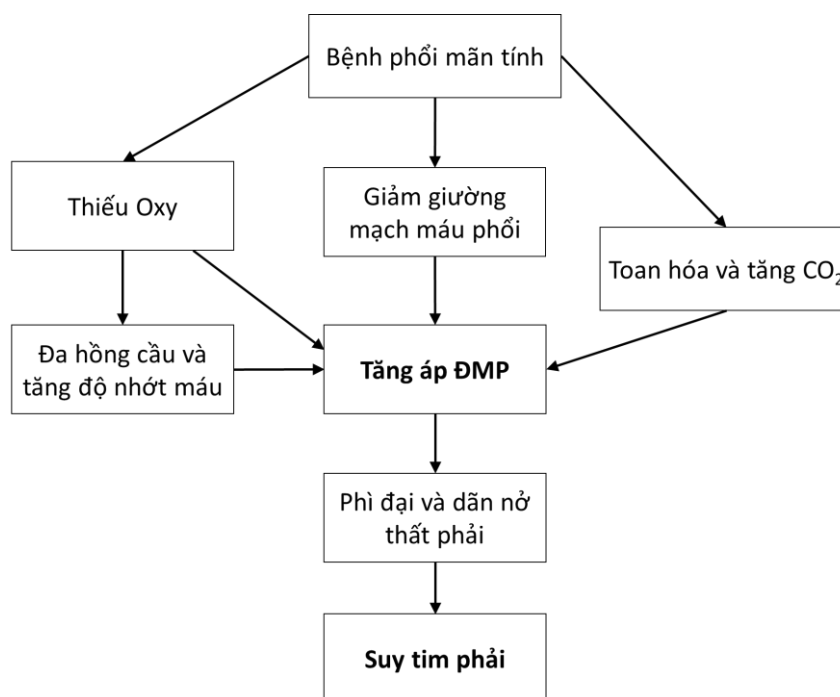 Bệnh phổi mãn tính
Thiếu Oxy
Giảm giường
mạch máu phổi
Toan hóa và tăng CO₂
Đa hồng cầu và
tăng độ nhớt máu
Tăng áp ĐMP
Phì đại và dãn nở
thất phải
Suy tim phải